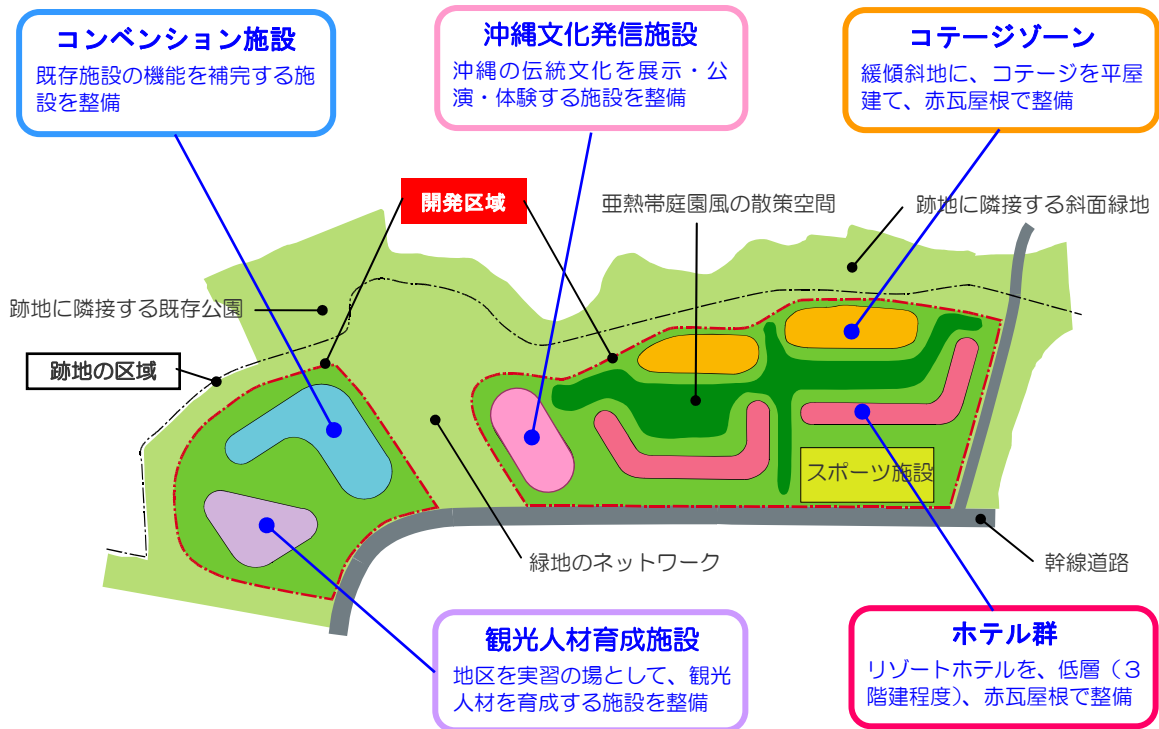 コンベンション施設
既存施設の機能を補完する施
設を整備
沖縄文化発信施設
沖縄の伝統文化を展示・公
演・体験する施設を整備
コテージゾーン
緩傾斜地に、コテージを平屋
建て、赤瓦屋根で整備
開発区域
亜熱帯庭園風の散策空間
跡地に隣接する斜面緑地
跡地に隣接する既存公園
跡地の区域
スポーツ施設
緑地のネットワーク
幹線道路
観光人材育成施設
地区を実習の場として、観光
人材を育成する施設を整備
ホテル群
リゾートホテルを、低層（３
階建程度）、赤瓦屋根で整備